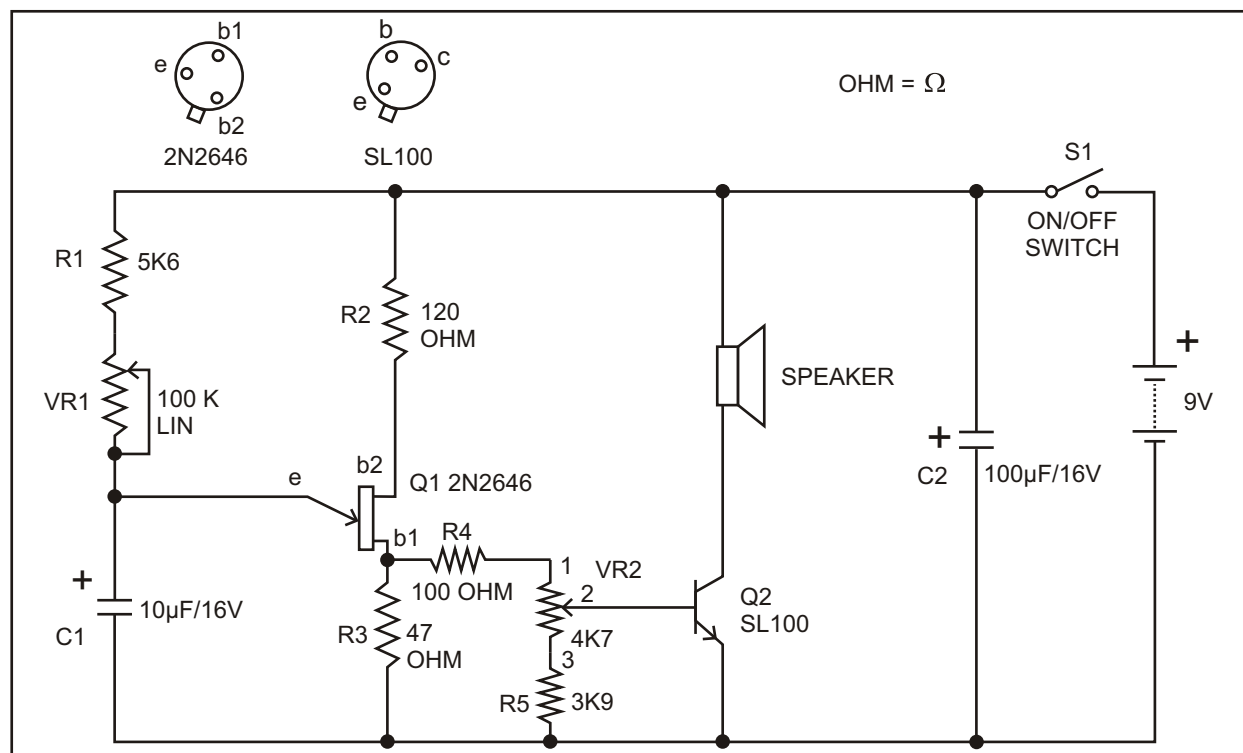 b1
e
b2
2N2646
b
c
e
SL100
OHM = Ω
S1
ON/OFF
SWITCH
R1
5K6
R2
120
OHM
VR1
100 K
LIN
SPEAKER
+
9V
e
b2
Q1 2N2646
b1
R4
100 OHM
1
VR2
2
4K7
3
Q2
SL100
+
C2
100µF/16V
+
C1
10µF/16V
R3
47
OHM
R5
3K9